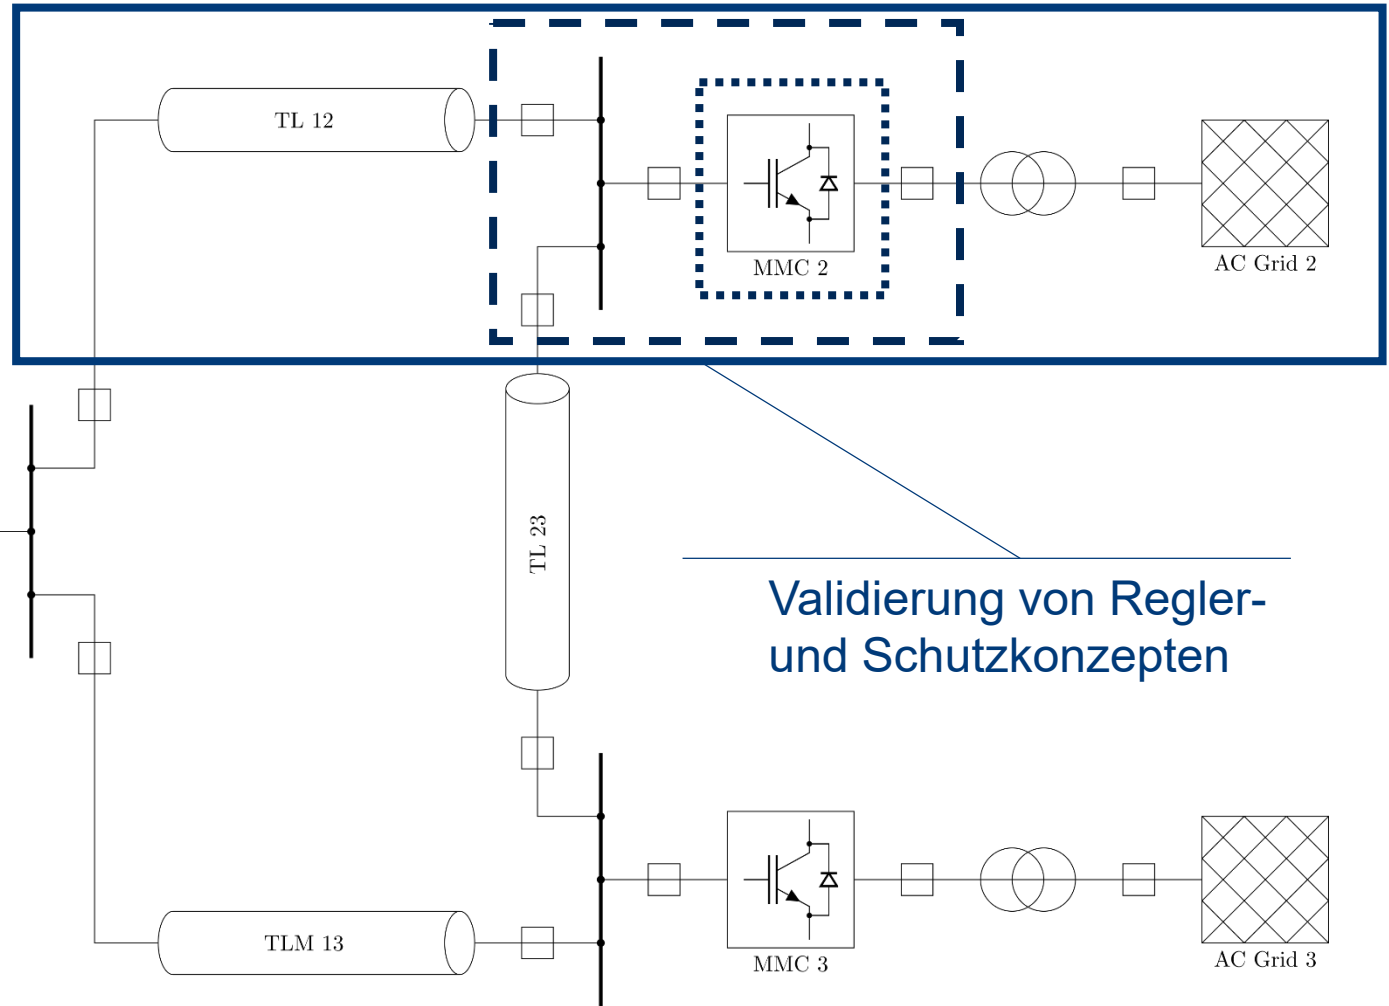 TL 12
MMC 2
AC Grid 2
TL 23
Validierung von Regler-
und Schutzkonzepten
TLM 13
MMC 3
AC Grid 3